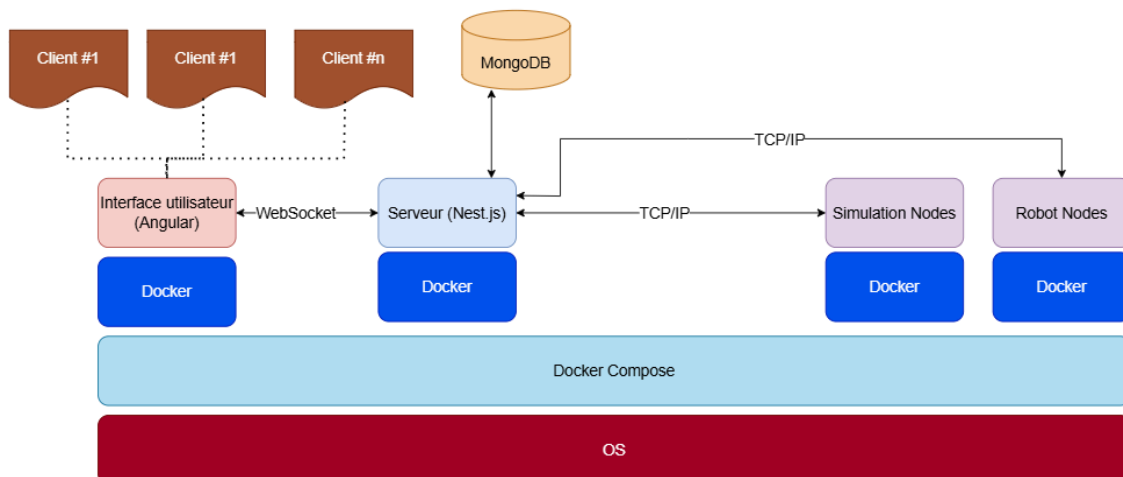 Client #1
Client #1
Client #n
MongoDB
TCP/IP
Interface utilisateur
(Angular)
WebSocket
Serveur (Nest.js)
TCP/IP
Simulation Nodes
Robot Nodes
Docker
Docker
Docker
Docker
Docker Compose
OS